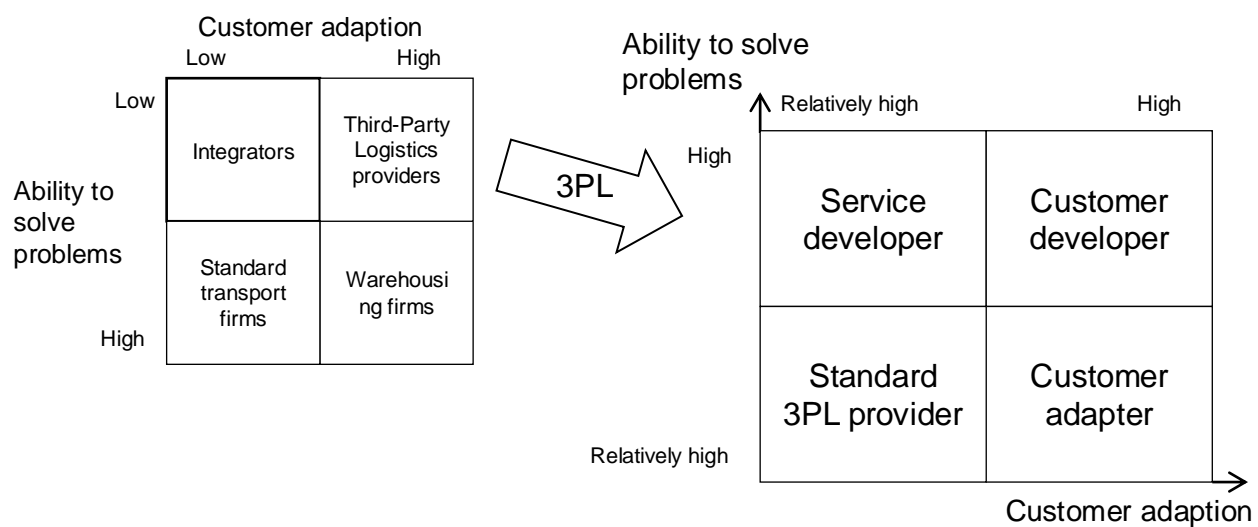 Customer adaption
Low
High
Low
Integrators
Third-Party
Logistics
providers
Ability to
solve
problems
Standard
transport
firms
Warehousi
ng firms
High
3PL
Ability to solve
problems
Relatively high
High
High
Service
developer
Customer
developer
Standard
3PL provider
Customer
adapter
Relatively high
Customer adaption